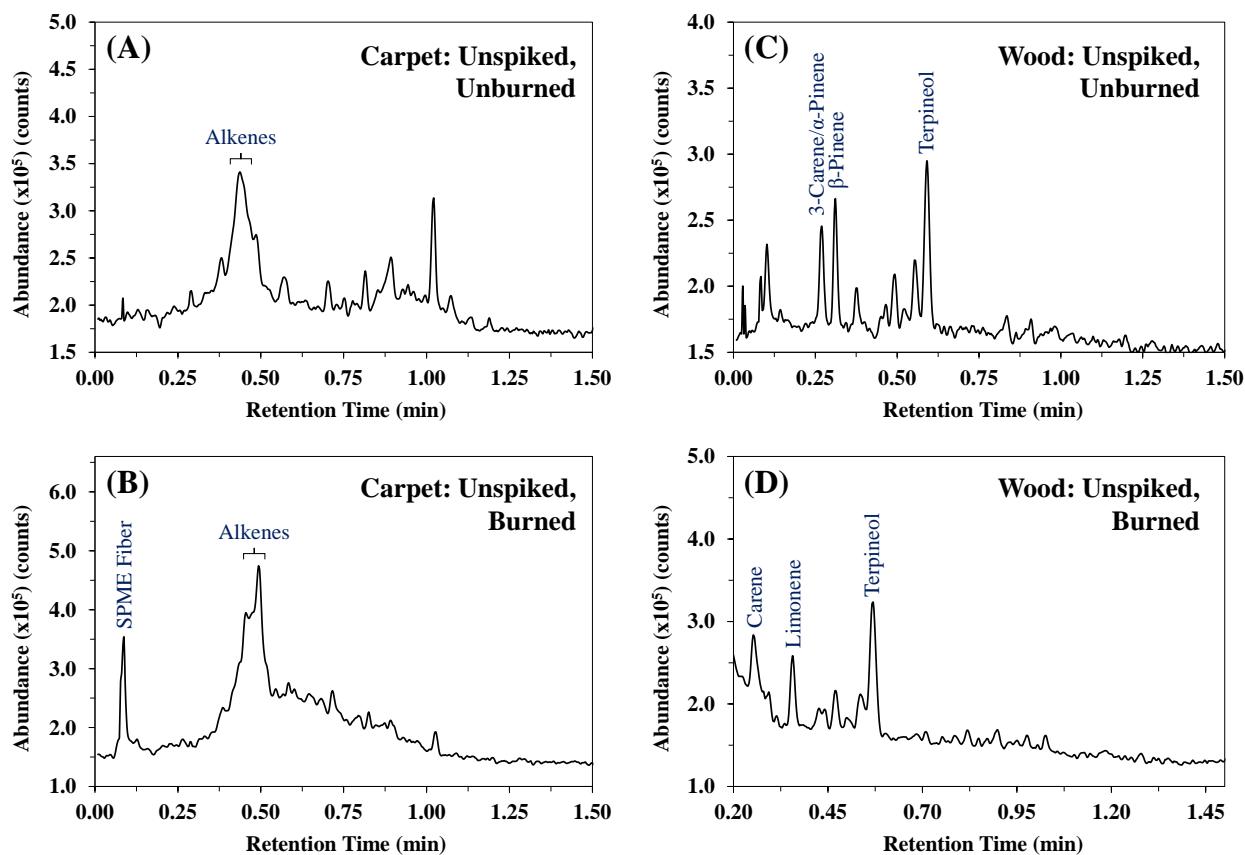 (A)
Carpet: Unspiked,
Unburned
Alkenes
Abundance (x10⁵) (counts)
5.0
4.5
4.0
3.5
3.0
2.5
2.0
1.5
0.00 0.25 0.50 0.75 1.00 1.25 1.50
Retention Time (min)
(C)
Wood: Unspiked,
Unburned
3-Carene/α-Pinene
β-Pinene
Terpineol
Abundance (x10⁵) (counts)
4.0
3.5
3.0
2.5
2.0
1.5
0.00 0.25 0.50 0.75 1.00 1.25 1.50
Retention Time (min)
(B)
Carpet: Unspiked,
Burned
SPME Fiber
Alkenes
Abundance (x10⁵) (counts)
6.0
5.0
4.0
3.0
2.0
1.0
0.00 0.25 0.50 0.75 1.00 1.25 1.50
Retention Time (min)
(D)
Wood: Unspiked,
Burned
Carene
Limonene
Terpineol
Abundance (x10⁵) (counts)
5.0
4.0
3.0
2.0
1.0
0.20 0.45 0.70 0.95 1.20 1.45
Retention Time (min)